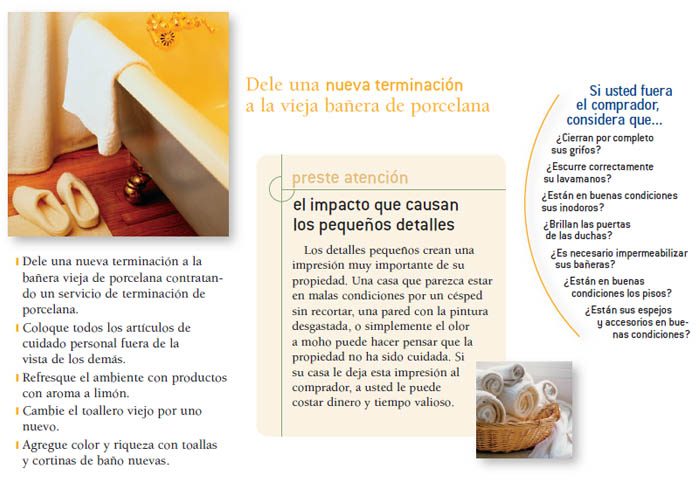 Dele una nueva terminación
a la vieja bañera de porcelana
Dele una nueva terminación a la
bañera vieja de porcelana contratan-
do un servicio de terminación de
porcelana.
Coloque todos los artículos de
cuidado personal fuera de la
vista de los demás.
Refresque el ambiente con productos
con aroma a limón.
Cambie el toallero viejo por uno
nuevo.
Agregue color y riqueza con toallas
y cortinas de baño nuevas.
preste atención
el impacto que causan
los pequeños detalles
Los detalles pequeños crean una
impresión muy importante de su
propiedad. Una casa que parezca estar
en malas condiciones por un césped
sin recortar, una pared con la pintura
desgastada, o simplemente el olor
a moho puede hacer pensar que la
propiedad no ha sido cuidada. Si
su casa le deja esta impresión al
comprador, a usted le puede
costar dinero y tiempo valioso.
Si usted fuera
el comprador,
considera que...
¿Cierran por completo
sus grifos?
¿Escurre correctamente
su lavamanos?
¿Están en buenas condiciones
sus inodoros?
¿Brillan las puertas
de las duchas?
¿Es necesario impermeabilizar
sus bañeras?
¿Están en buenas
condiciones los pisos?
¿Están sus espejos
y accesorios en bue-
nas condiciones?